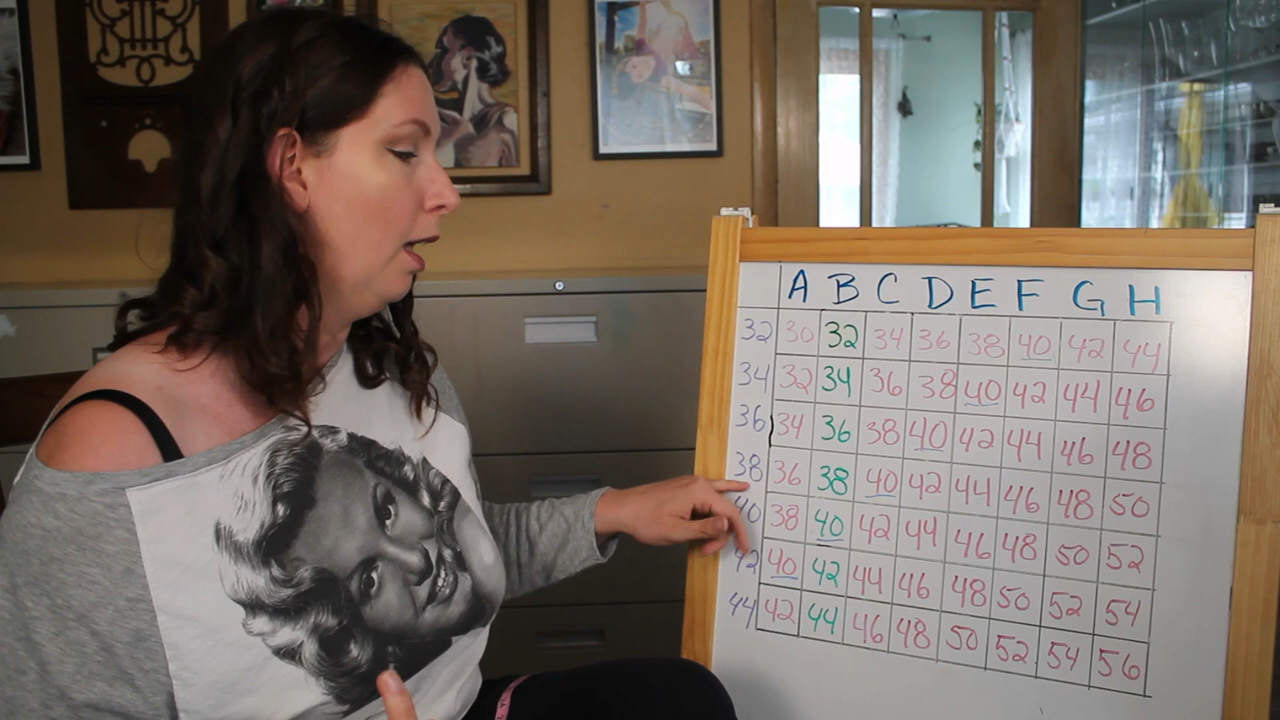 A B C D E F G H
32 30 32 34 36 38 40 42 44
34 32 34 36 38 40 42 44 46
36 34 36 38 40 42 44 46 48
38 36 38 40 42 44 46 48 50
40 38 40 42 44 46 48 50 52
42 40 42 44 46 48 50 52 54
44 42 44 46 48 50 52 54 56